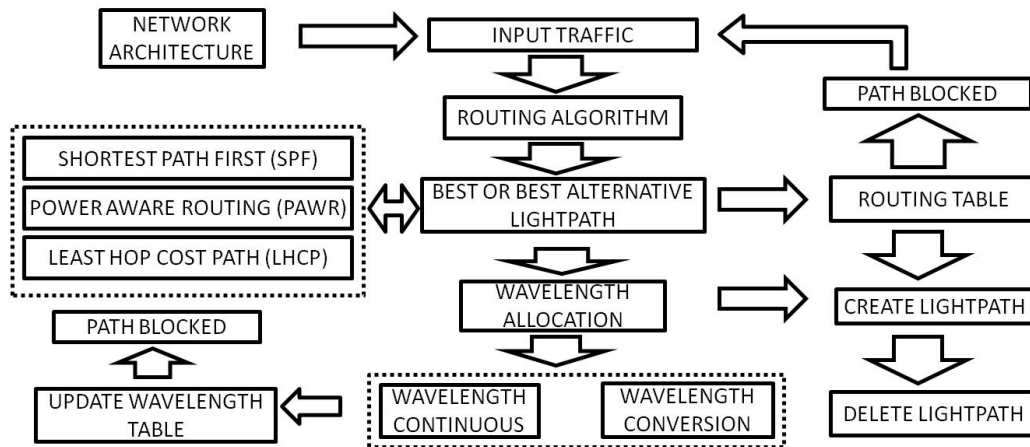 NETWORK
ARCHITECTURE
INPUT TRAFFIC
PATH BLOCKED
ROUTING ALGORITHM
SHORTEST PATH FIRST (SPF)
POWER AWARE ROUTING (PAWR)
LEAST HOP COST PATH (LHCP)
BEST OR BEST ALTERNATIVE
LIGHTPATH
ROUTING TABLE
WAVELENGTH
ALLOCATION
CREATE LIGHTPATH
PATH BLOCKED
UPDATE WAVELENGTH
TABLE
WAVELENGTH
CONTINUOUS
WAVELENGTH
CONVERSION
DELETE LIGHTPATH